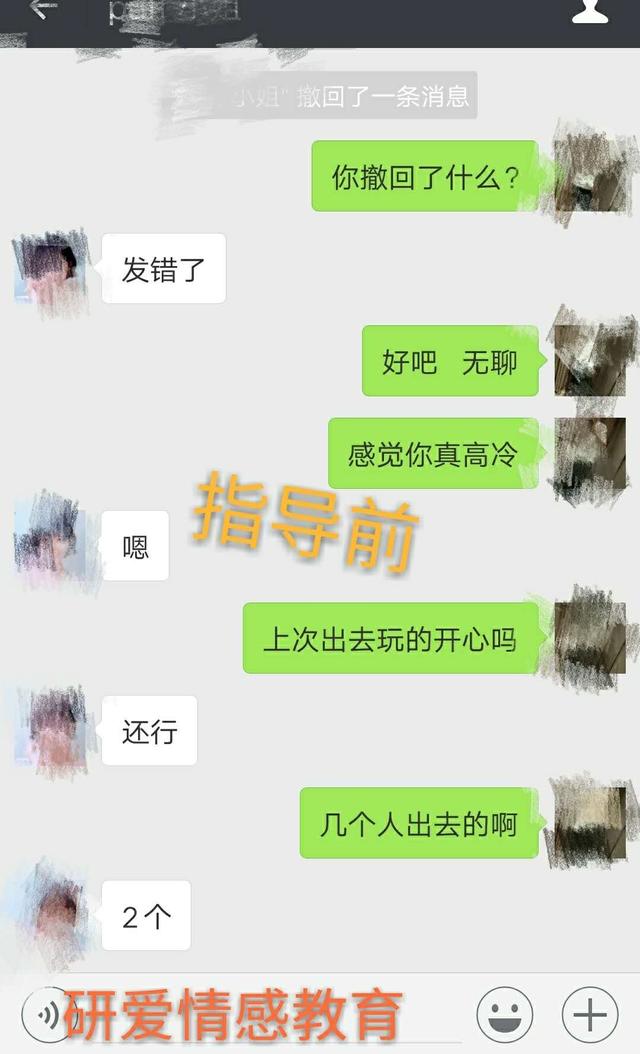 小姐" 撤回了一条消息
你撤回了什么?
发错了
好吧 无聊
感觉你真高冷
指导前
嗯
上次出去玩的开心吗
还行
几个人出去的啊
2个
研爱情感教育